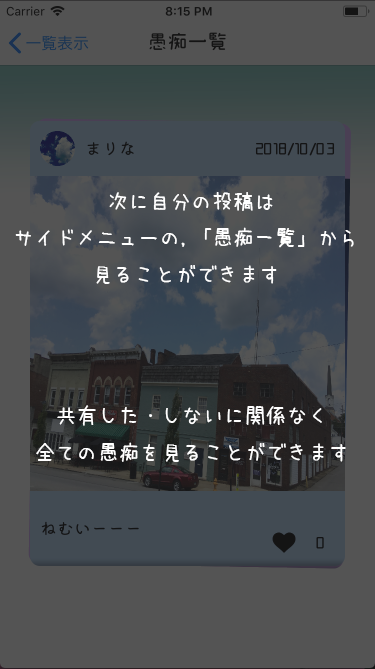 Carrier 8:15 PM
一覧表示 愚痴一覧
まりな 2018/10/03
次に自分の投稿は
サイドメニューの,「愚痴一覧」から
見ることができます
共有した・しないに関係なく
全ての愚痴を見ることができます
ねむいーーー
0